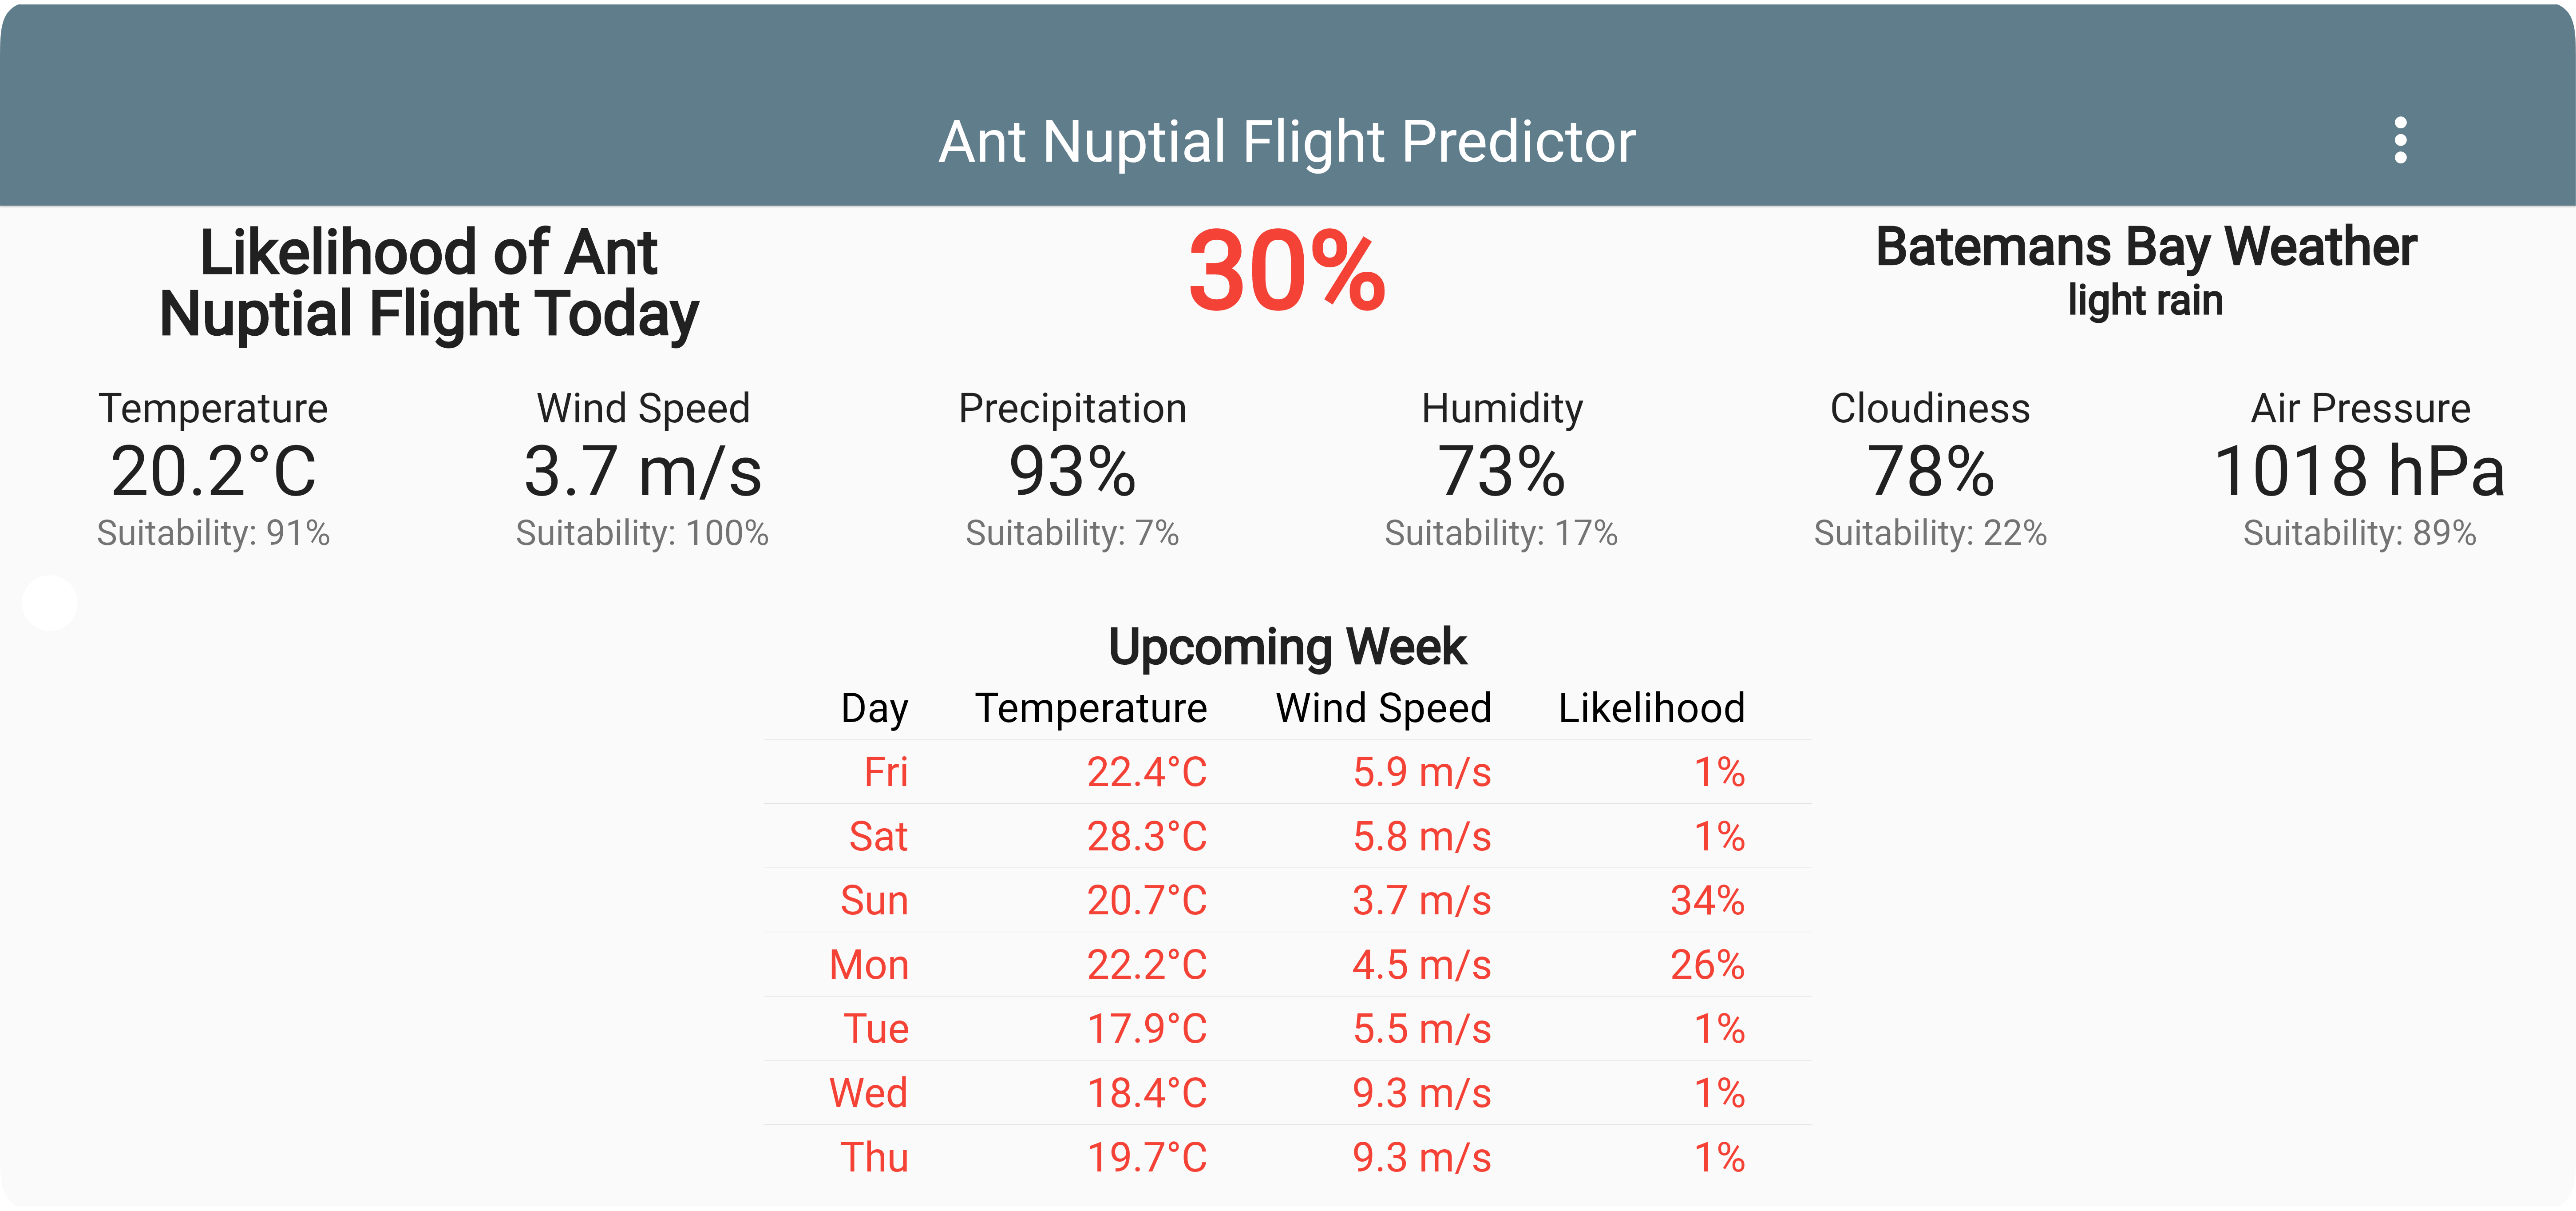 Ant Nuptial Flight Predictor
Likelihood of Ant
Nuptial Flight Today
30%
Batemans Bay Weather
light rain
Temperature
20.2°C
Suitability: 91%
Wind Speed
3.7 m/s
Suitability: 100%
Precipitation
93%
Suitability: 7%
Humidity
73%
Suitability: 17%
Cloudiness
78%
Suitability: 22%
Air Pressure
1018 hPa
Suitability: 89%
Upcoming Week
Day Temperature Wind Speed Likelihood
Fri 22.4°C 5.9 m/s 1%
Sat 28.3°C 5.8 m/s 1%
Sun 20.7°C 3.7 m/s 34%
Mon 22.2°C 4.5 m/s 26%
Tue 17.9°C 5.5 m/s 1%
Wed 18.4°C 9.3 m/s 1%
Thu 19.7°C 9.3 m/s 1%